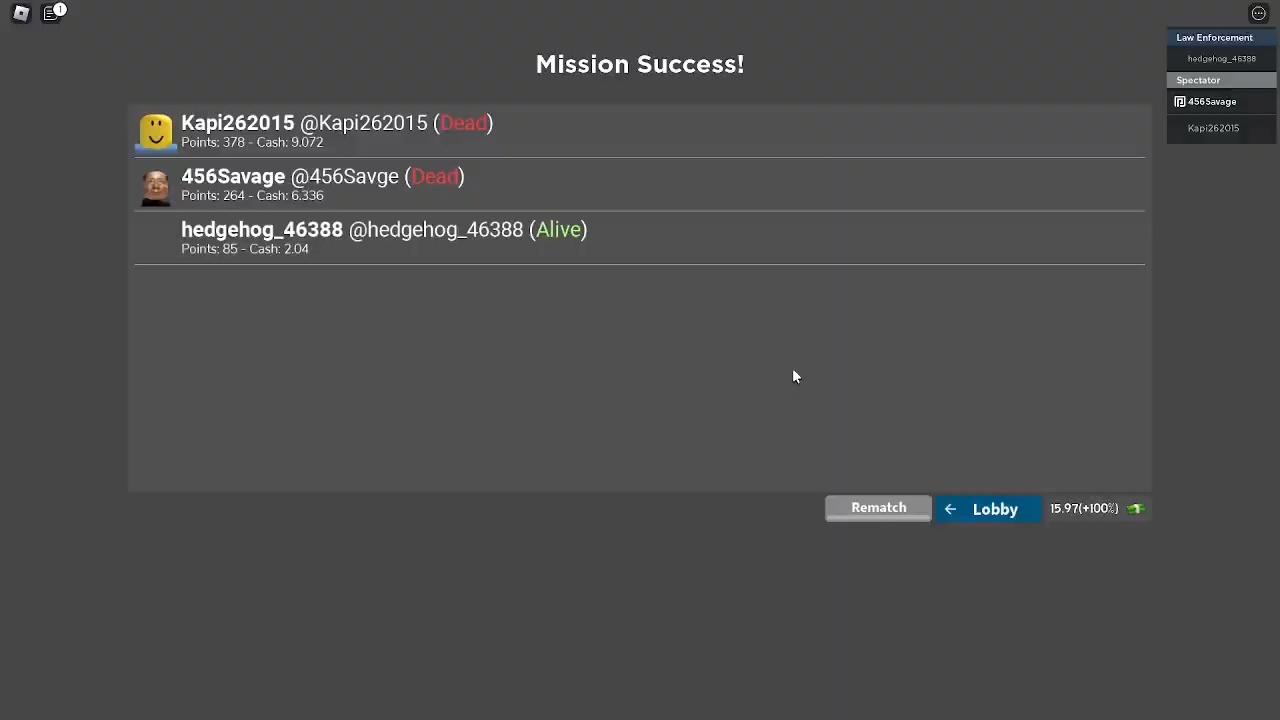 1
Law Enforcement
hedgehog_46388
Spectator
456Savage
Kapi262015
Mission Success!
Kapi262015 @Kapi262015 (Dead)
Points: 378 - Cash: 9.072
456Savage @456Savge (Dead)
Points: 264 - Cash: 6.336
hedgehog_46388 @hedgehog_46388 (Alive)
Points: 85 - Cash: 2.04
Rematch
← Lobby
15.97(+100%)